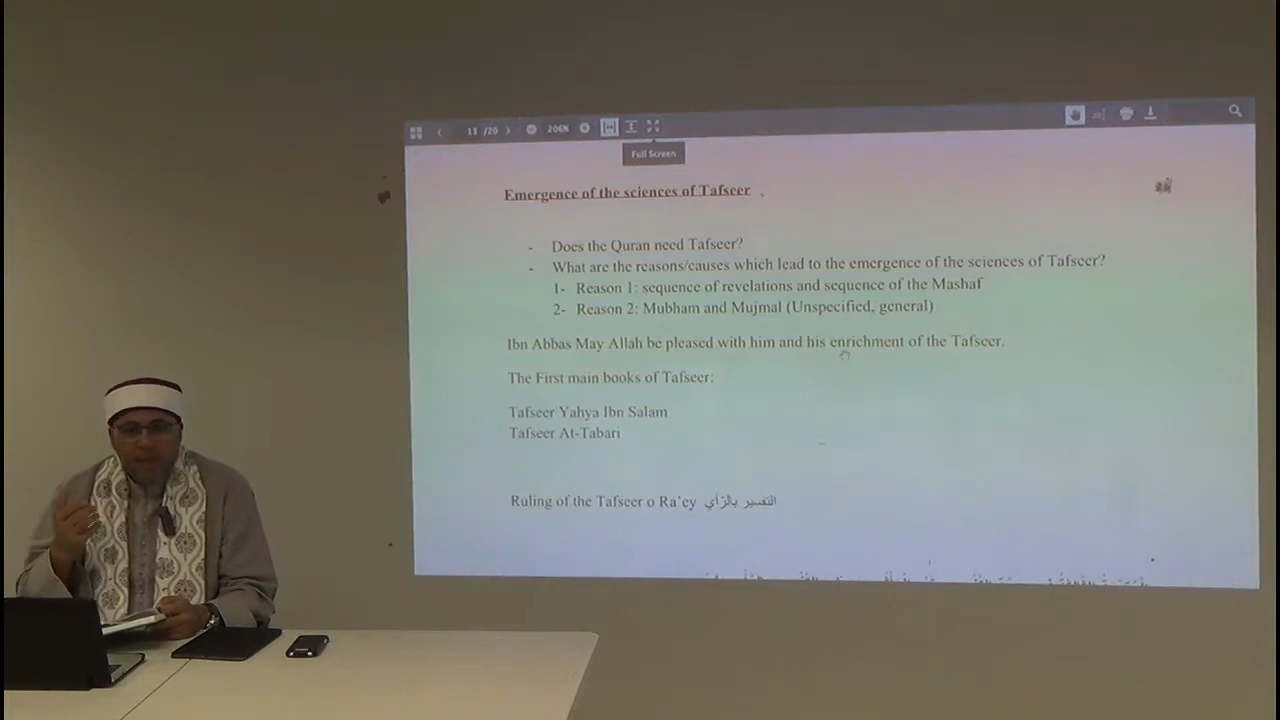 13 /20
206%
Full Screen
Emergence of the sciences of Tafseer
- Does the Quran need Tafseer?
- What are the reasons/causes which lead to the emergence of the sciences of Tafseer?
1- Reason 1: sequence of revelations and sequence of the Mashaf
2- Reason 2: Mubham and Mujmal (Unspecified, general)
Ibn Abbas May Allah be pleased with him and his enrichment of the Tafseer.
The First main books of Tafseer:
Tafseer Yahya Ibn Salam
Tafseer At-Tabari
Ruling of the Tafseer o Ra’ey التفسير بالرّأي